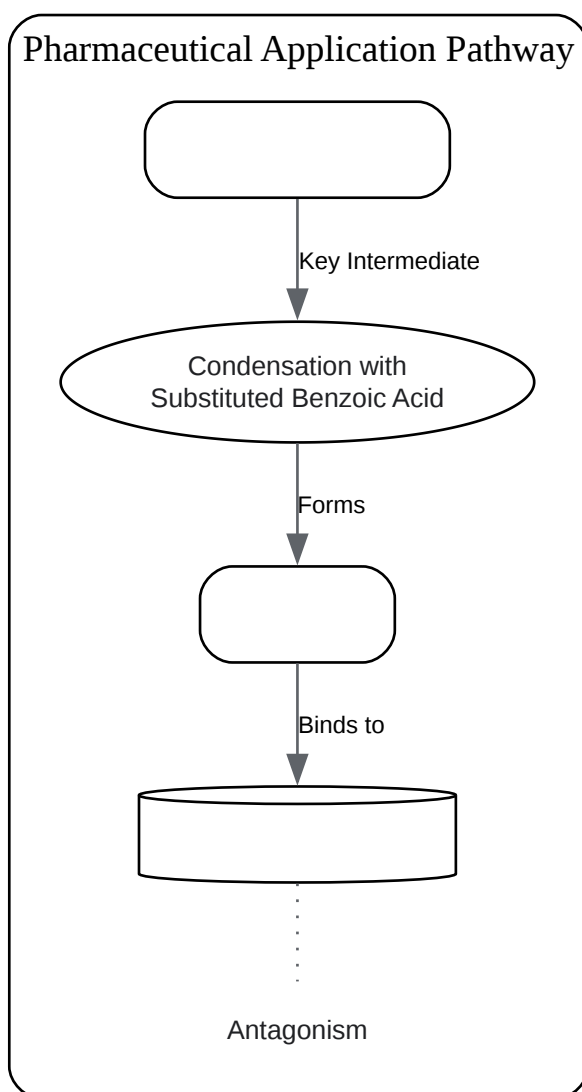 Pharmaceutical Application Pathway
Key Intermediate
Condensation with
Substituted Benzoic Acid
Forms
Binds to
Antagonism